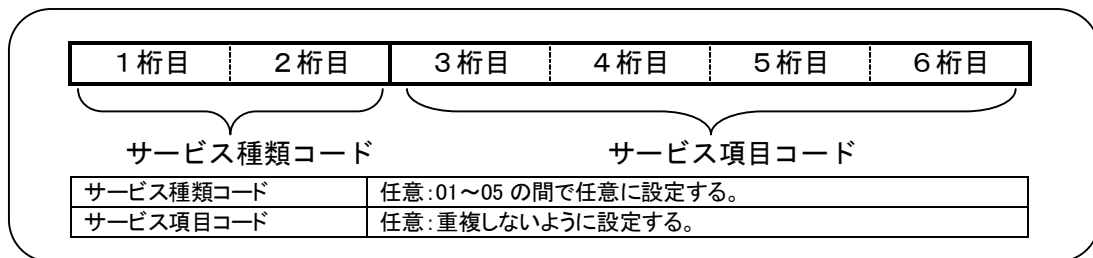 １桁目 ２桁目 ３桁目 ４桁目 ５桁目 ６桁目
サービス種類コード サービス項目コード
サービス種類コード 任意：01～05 の間で任意に設定する。
サービス項目コード 任意：重複しないように設定する。